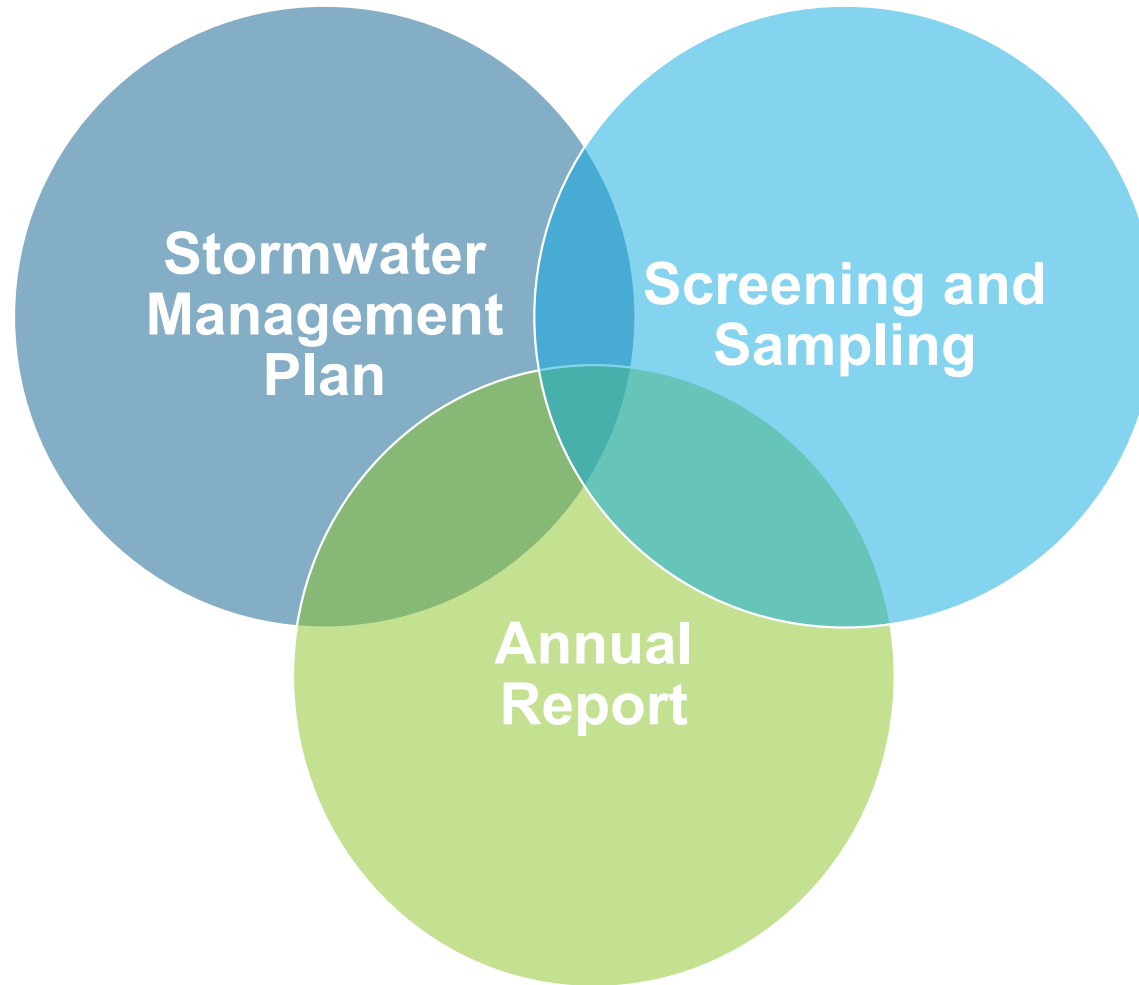 Stormwater
Management
Plan
Screening and
Sampling
Annual
Report